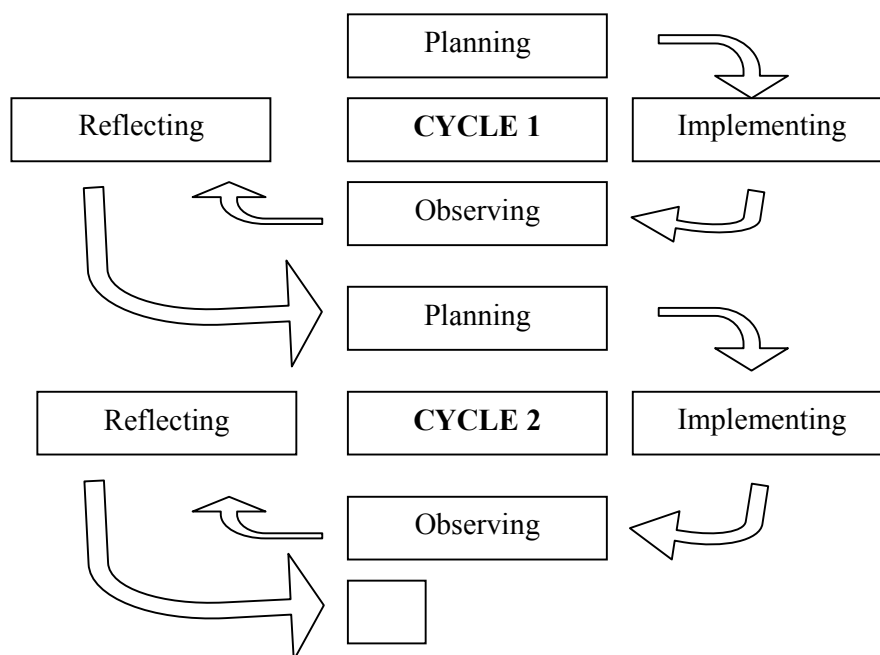 Planning
Reflecting CYCLE 1 Implementing
Observing
Planning
Reflecting CYCLE 2 Implementing
Observing